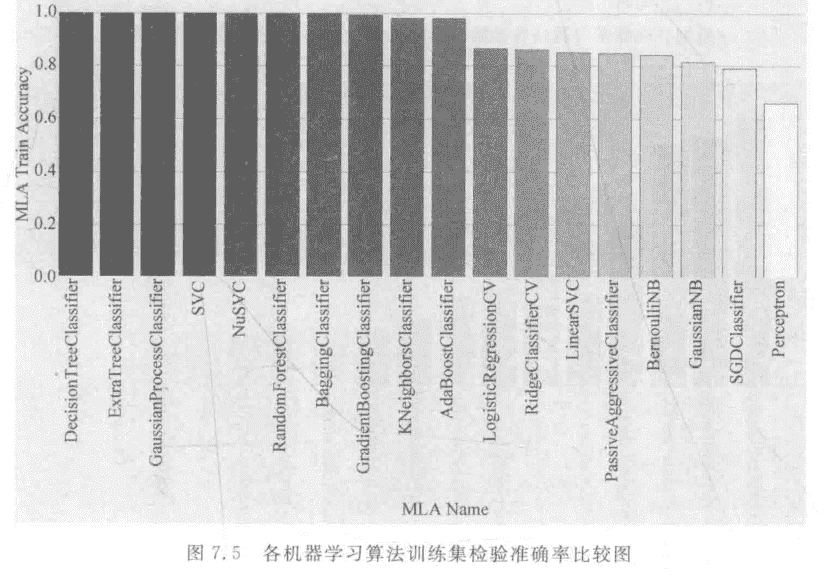 1.0
0.8
0.6
0.4
0.2
0.0
MLA Train Accuracy
DecisionTreeClassifier
ExtraTreeClassifier
GaussianProcessClassifier
SVC
NuSVC
RandomForestClassifier
BaggingClassifier
GradientBoostingClassifier
KNeighborsClassifier
AdaBoostClassifier
LogisticRegressionCV
RidgeClassifierCV
LinearSVC
PassiveAggressiveClassifier
BernoulliNB
GaussianNB
SGDClassifier
Perceptron
MLA Name
图 7.5 各机器学习算法训练集检验准确率比较图